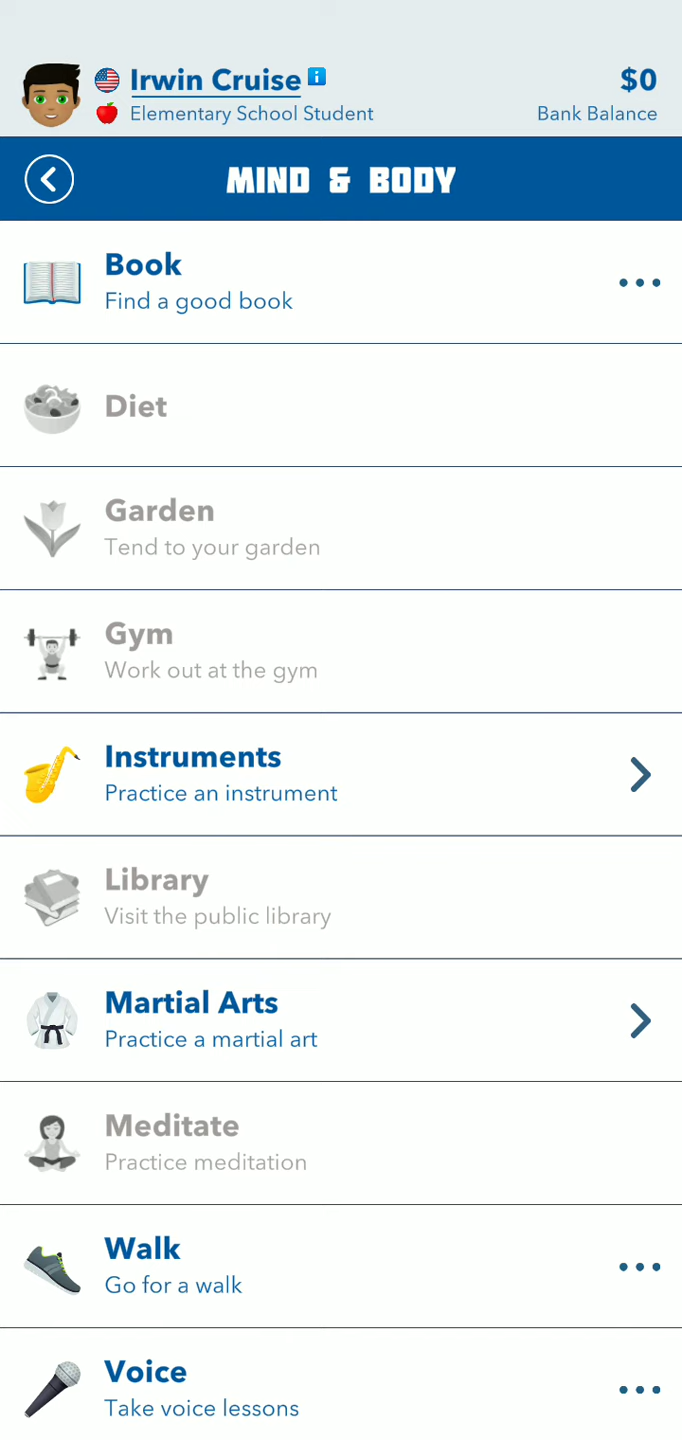 Irwin Cruise
$0
Elementary School Student
Bank Balance
MIND & BODY
Book
Find a good book
Diet
Garden
Tend to your garden
Gym
Work out at the gym
Instruments
Practice an instrument
Library
Visit the public library
Martial Arts
Practice a martial art
Meditate
Practice meditation
Walk
Go for a walk
Voice
Take voice lessons